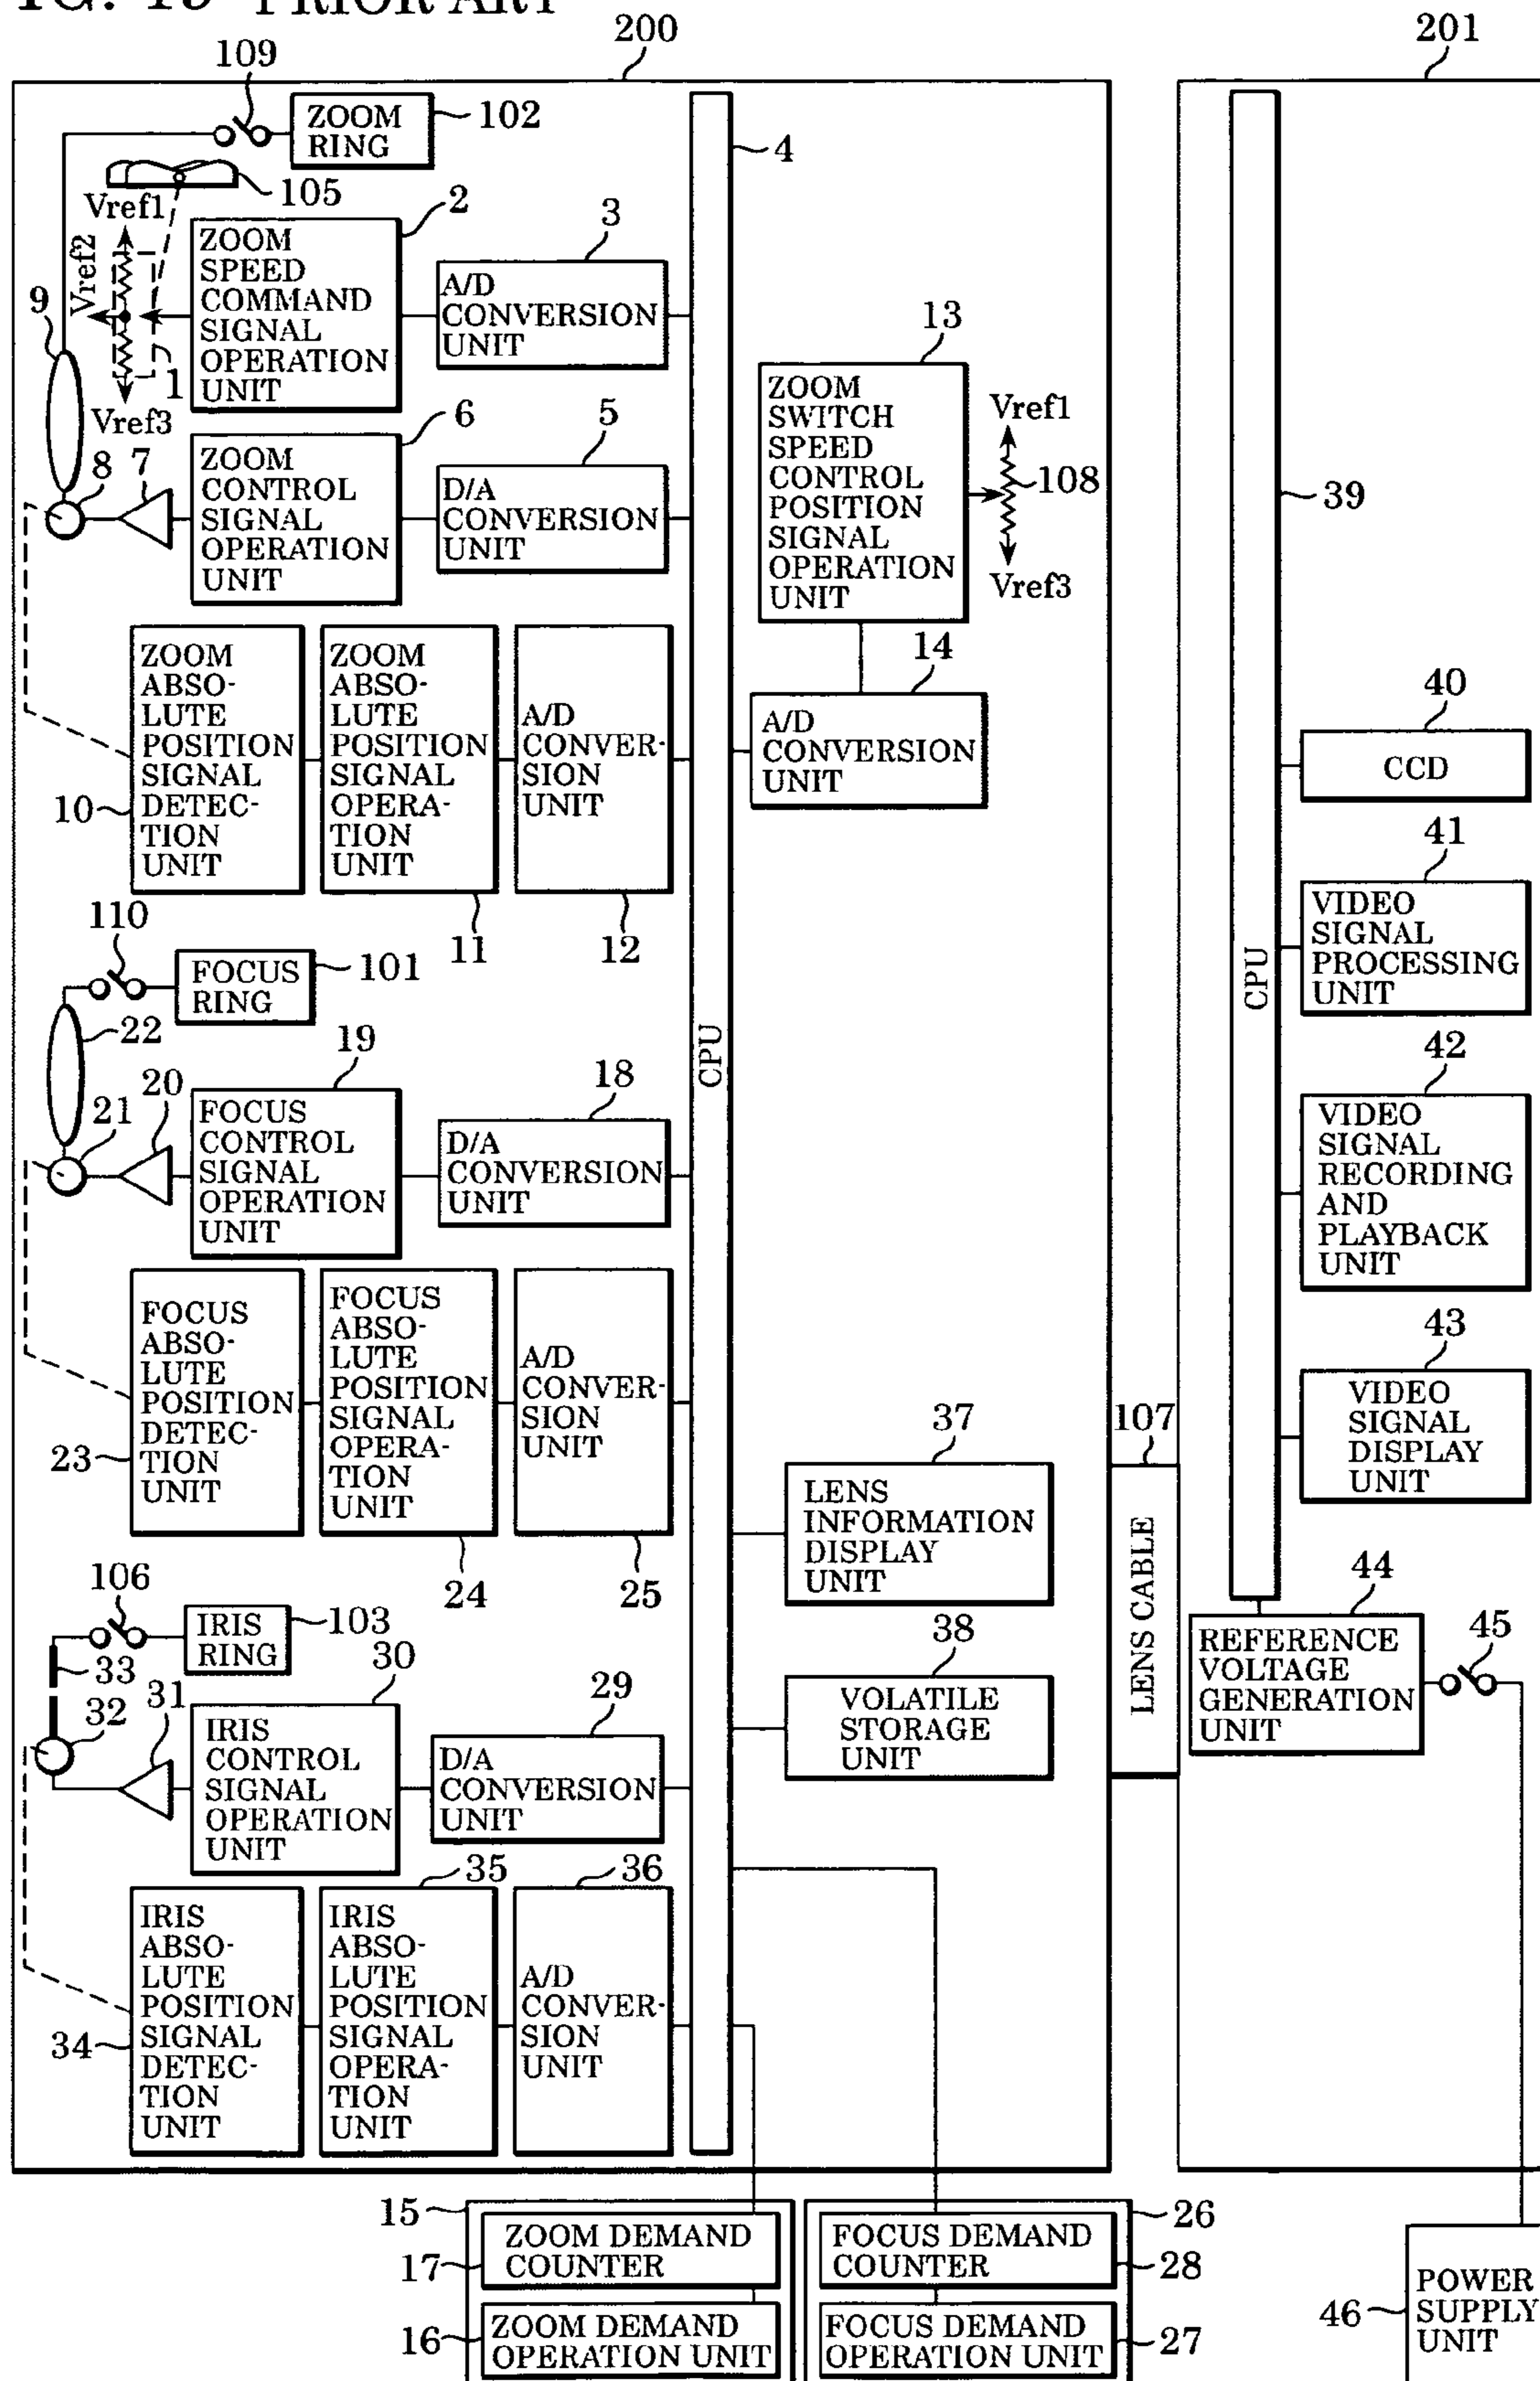 PRIOR ART
200
201
109
ZOOM
RING
102
4
105
Vref1
Vref2
Vref3
1
2
ZOOM
SPEED
COMMAND
SIGNAL
OPERATION
UNIT
3
A/D
CONVERSION
UNIT
9
8
7
6
ZOOM
CONTROL
SIGNAL
OPERATION
UNIT
5
D/A
CONVERSION
UNIT
13
ZOOM
SWITCH
SPEED
CONTROL
POSITION
SIGNAL
OPERATION
UNIT
Vref1
108
Vref3
14
A/D
CONVERSION
UNIT
10
ZOOM
ABSO-
LUTE
POSITION
SIGNAL
DETEC-
TION
UNIT
ZOOM
ABSO-
LUTE
POSITION
SIGNAL
OPERA-
TION
UNIT
11
A/D
CONVER-
SION
UNIT
12
39
CPU
40
CCD
41
VIDEO
SIGNAL
PROCESSING
UNIT
42
VIDEO
SIGNAL
RECORDING
AND
PLAYBACK
UNIT
43
VIDEO
SIGNAL
DISPLAY
UNIT
110
FOCUS
RING
101
22
CPU
21
20
19
FOCUS
CONTROL
SIGNAL
OPERATION
UNIT
18
D/A
CONVERSION
UNIT
23
FOCUS
ABSO-
LUTE
POSITION
DETEC-
TION
UNIT
FOCUS
ABSO-
LUTE
POSITION
SIGNAL
OPERA-
TION
UNIT
24
A/D
CONVER-
SION
UNIT
25
37
LENS
INFORMATION
DISPLAY
UNIT
107
LENS CABLE
38
VOLATILE
STORAGE
UNIT
44
REFERENCE
VOLTAGE
GENERATION
UNIT
45
106
IRIS
RING
103
33
32
31
30
IRIS
CONTROL
SIGNAL
OPERATION
UNIT
29
D/A
CONVERSION
UNIT
34
IRIS
ABSO-
LUTE
POSITION
SIGNAL
DETEC-
TION
UNIT
35
IRIS
ABSO-
LUTE
POSITION
SIGNAL
OPERA-
TION
UNIT
36
A/D
CONVER-
SION
UNIT
15
ZOOM DEMAND
COUNTER
17
ZOOM DEMAND
OPERATION UNIT
16
26
FOCUS DEMAND
COUNTER
28
FOCUS DEMAND
OPERATION UNIT
27
46
POWER
SUPPLY
UNIT